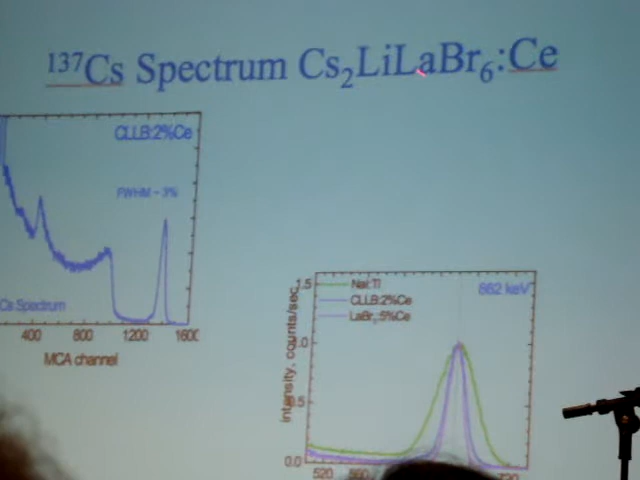 ¹³⁷Cs Spectrum Cs₂LiLaBr₆:Ce
CLLB:2%Ce
FWHM ~ 3%
Cs Spectrum
400 800 1200 1600
MCA channel
NaI:Tl
CLLB:2%Ce
LaBr₃:5%Ce
662 keV
intensity, counts/sec
1.5
1.0
0.5
0.0
520 560 720